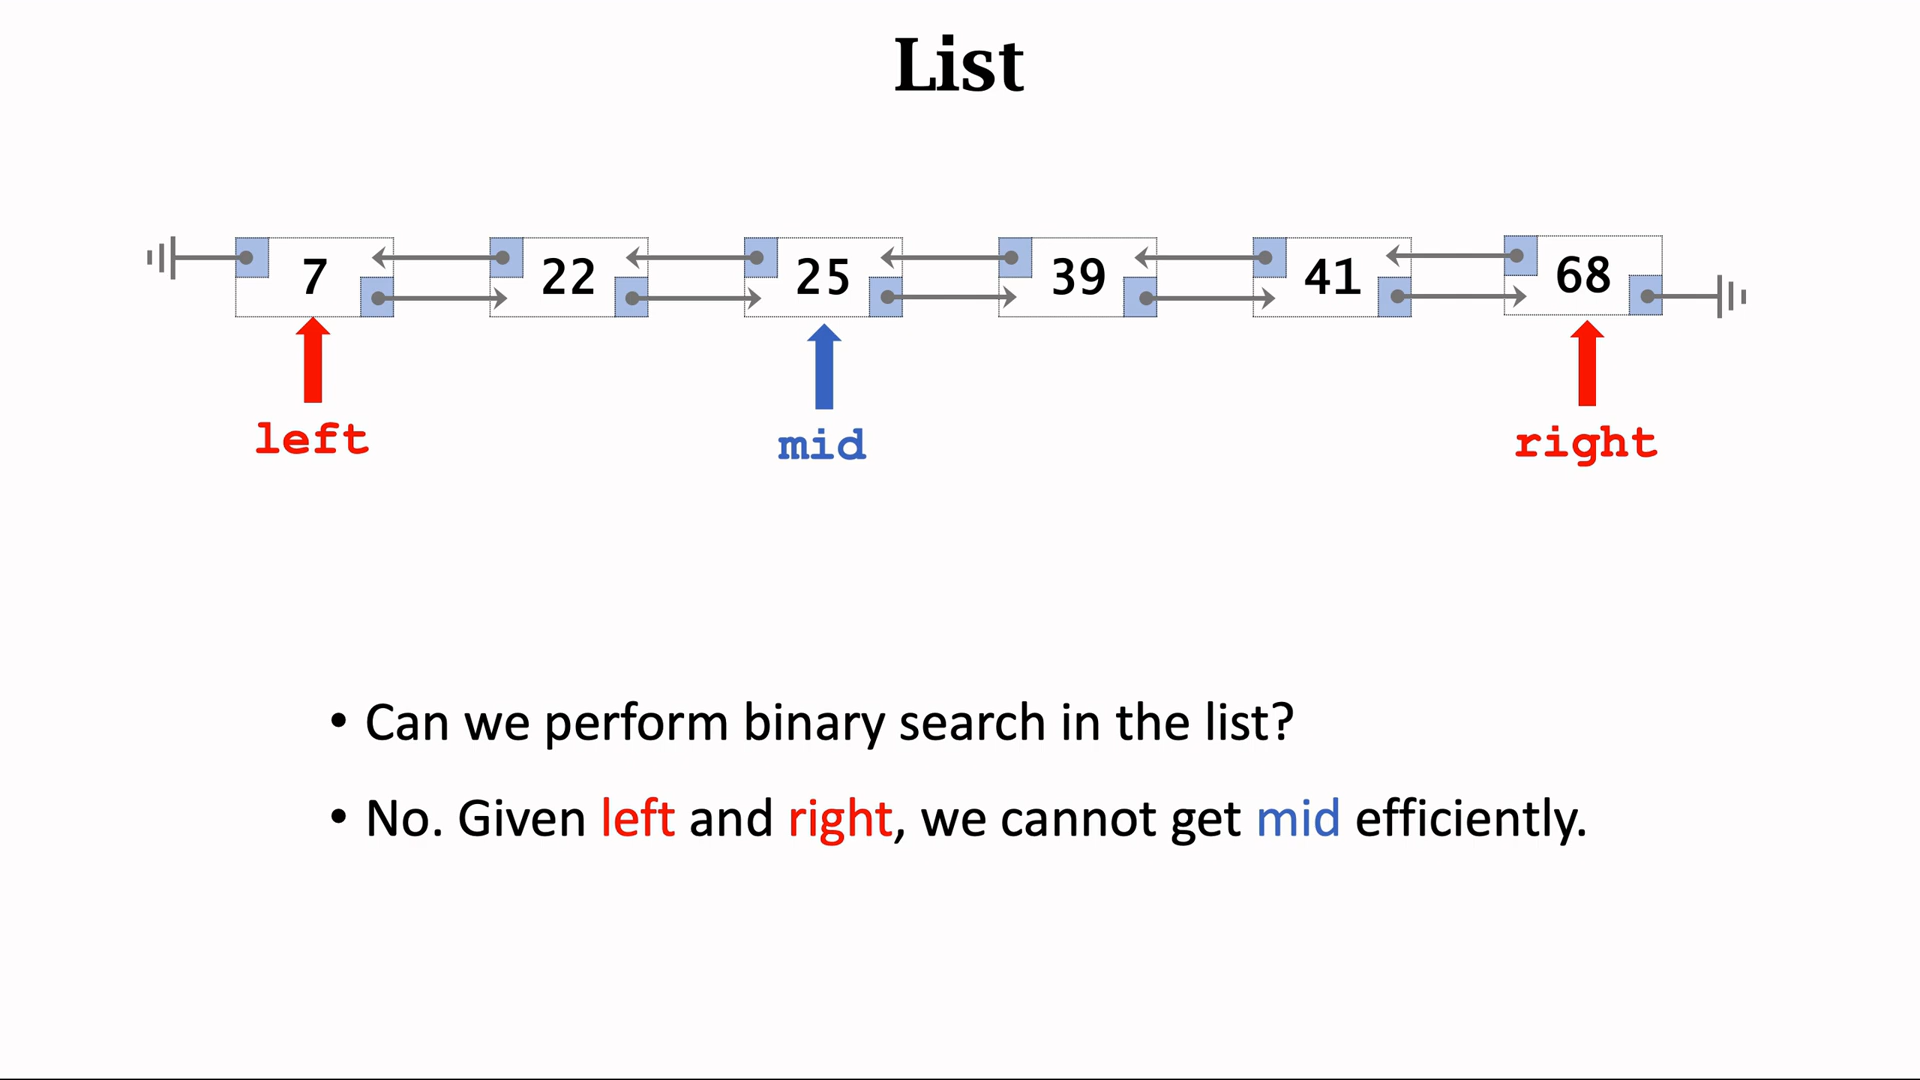 List
7 22 25 39 41 68
left mid right
• Can we perform binary search in the list?
• No. Given left and right, we cannot get mid efficiently.